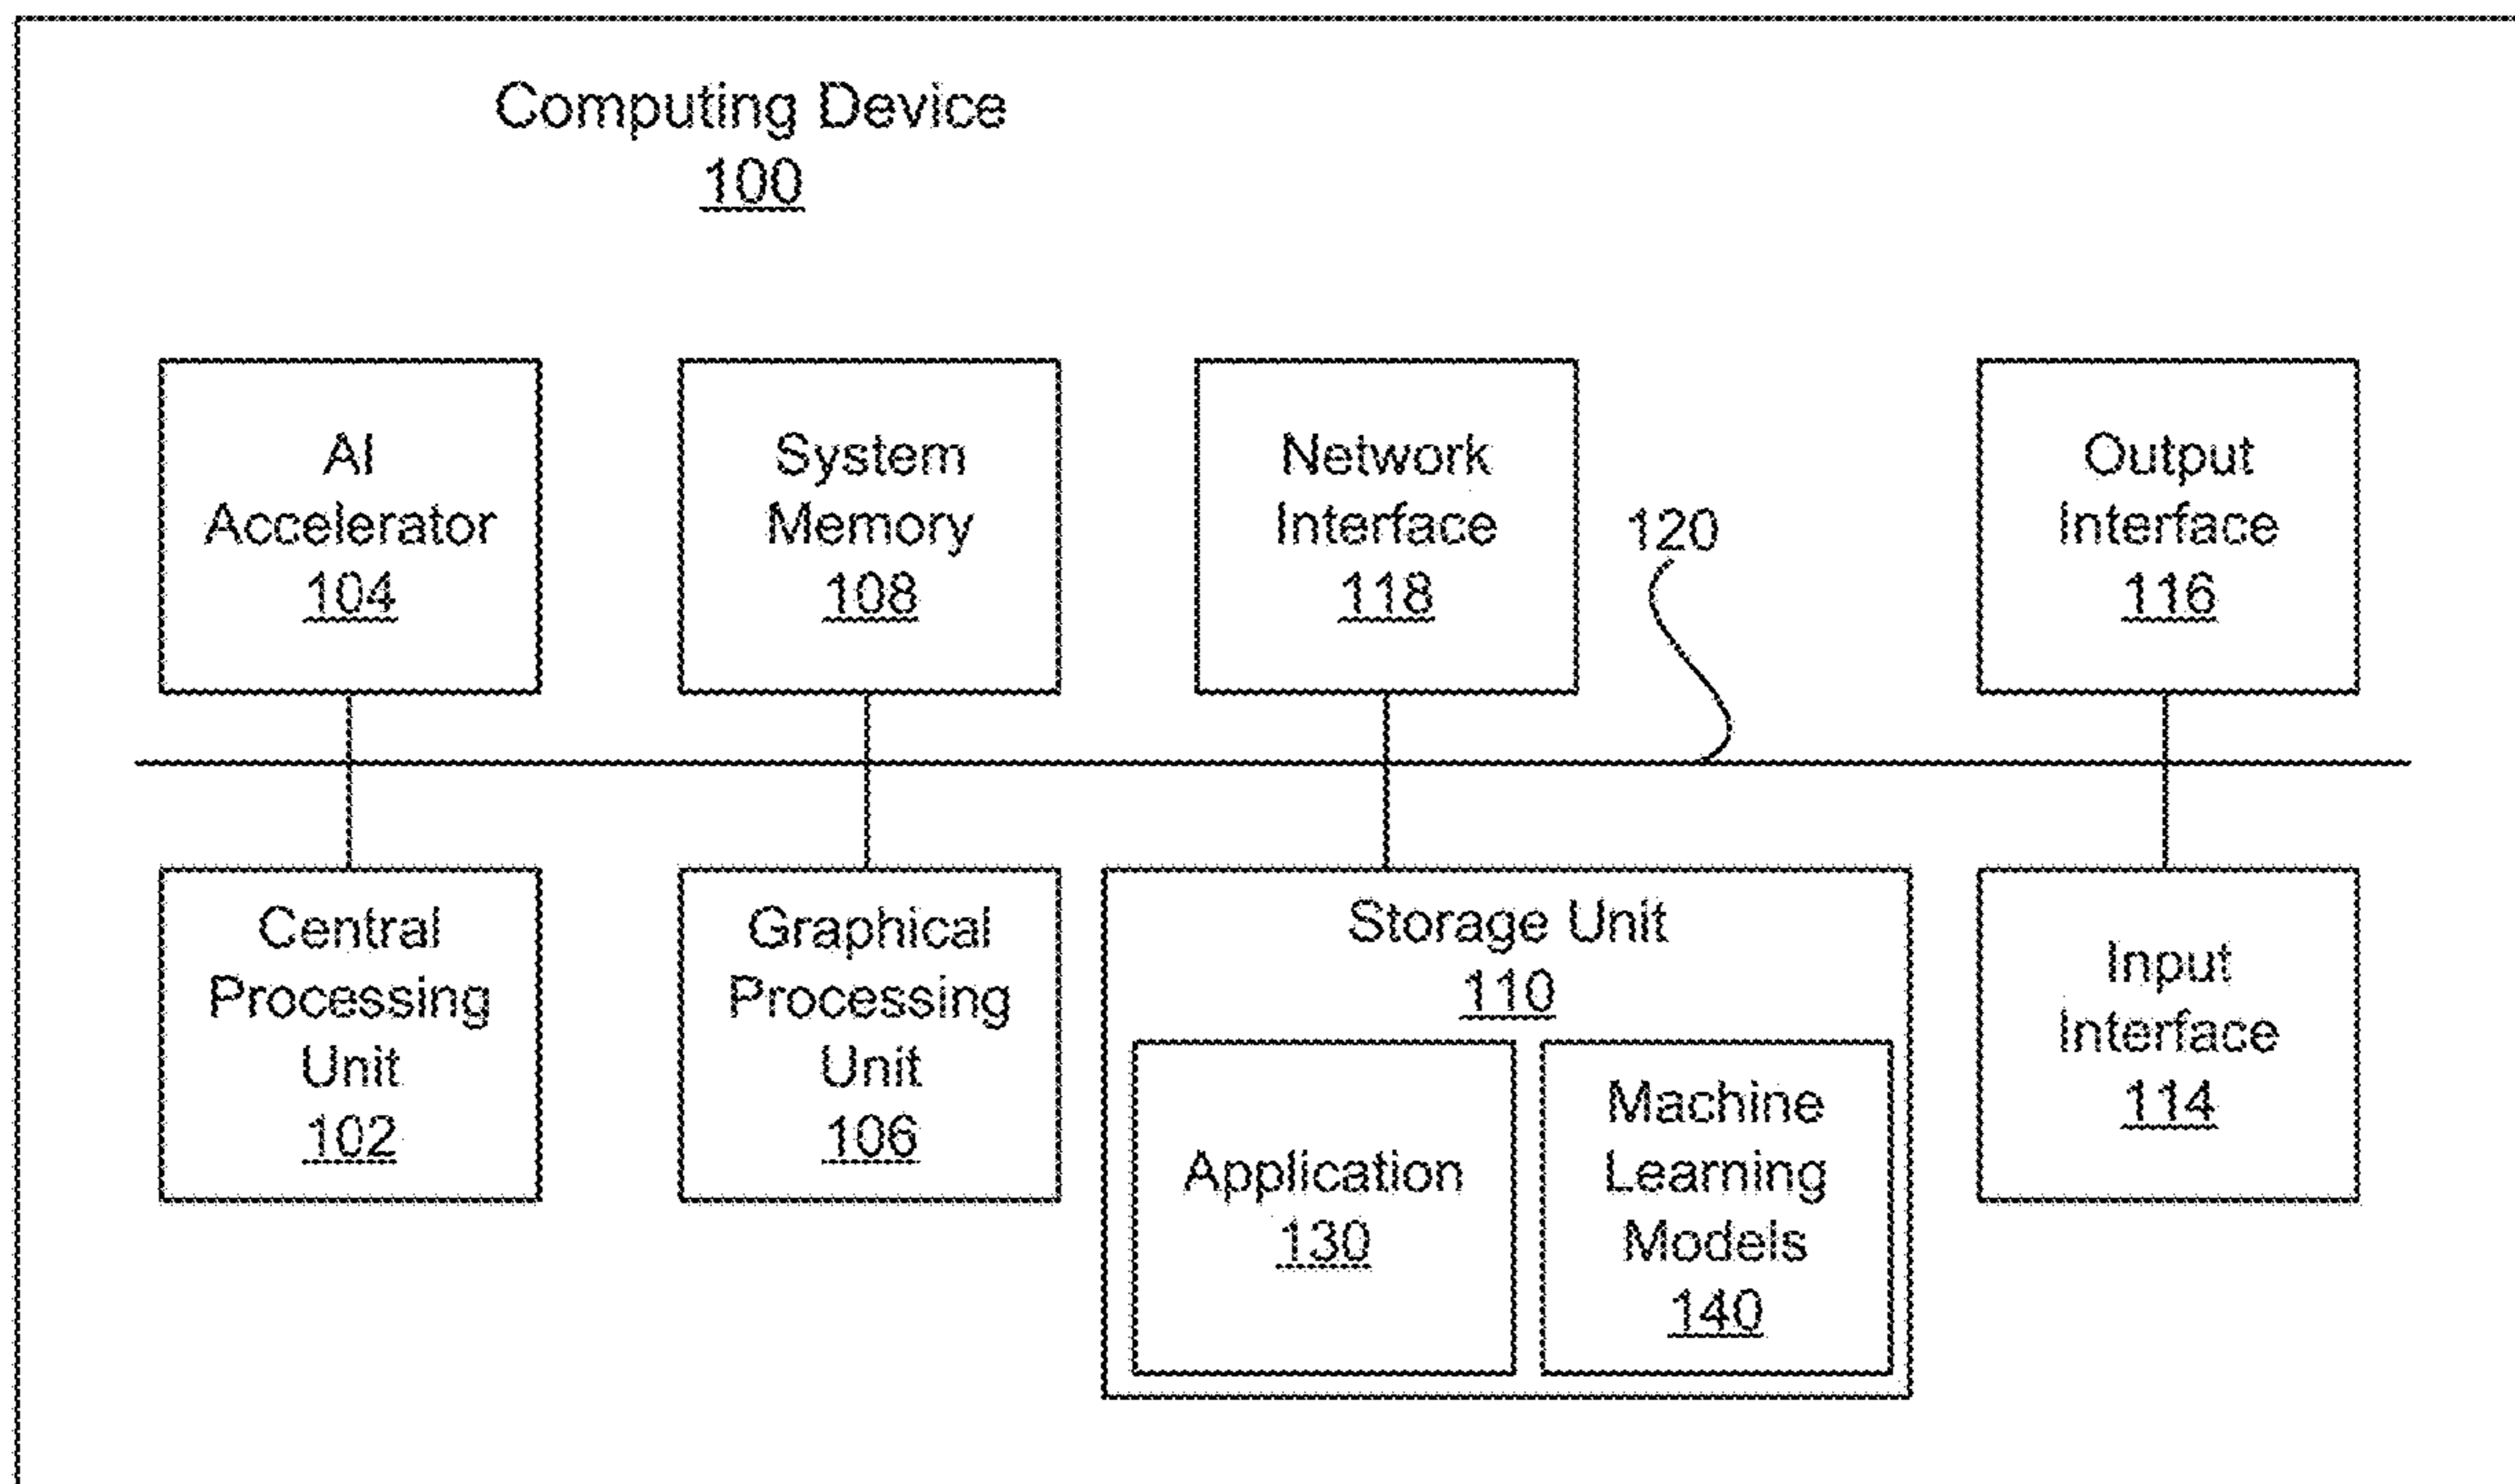 Computing Device
100
AI
Accelerator
104
System
Memory
108
Network
Interface
118
120
Output
Interface
116
Central
Processing
Unit
102
Graphical
Processing
Unit
106
Storage Unit
110
Application
130
Machine
Learning
Models
140
Input
Interface
114